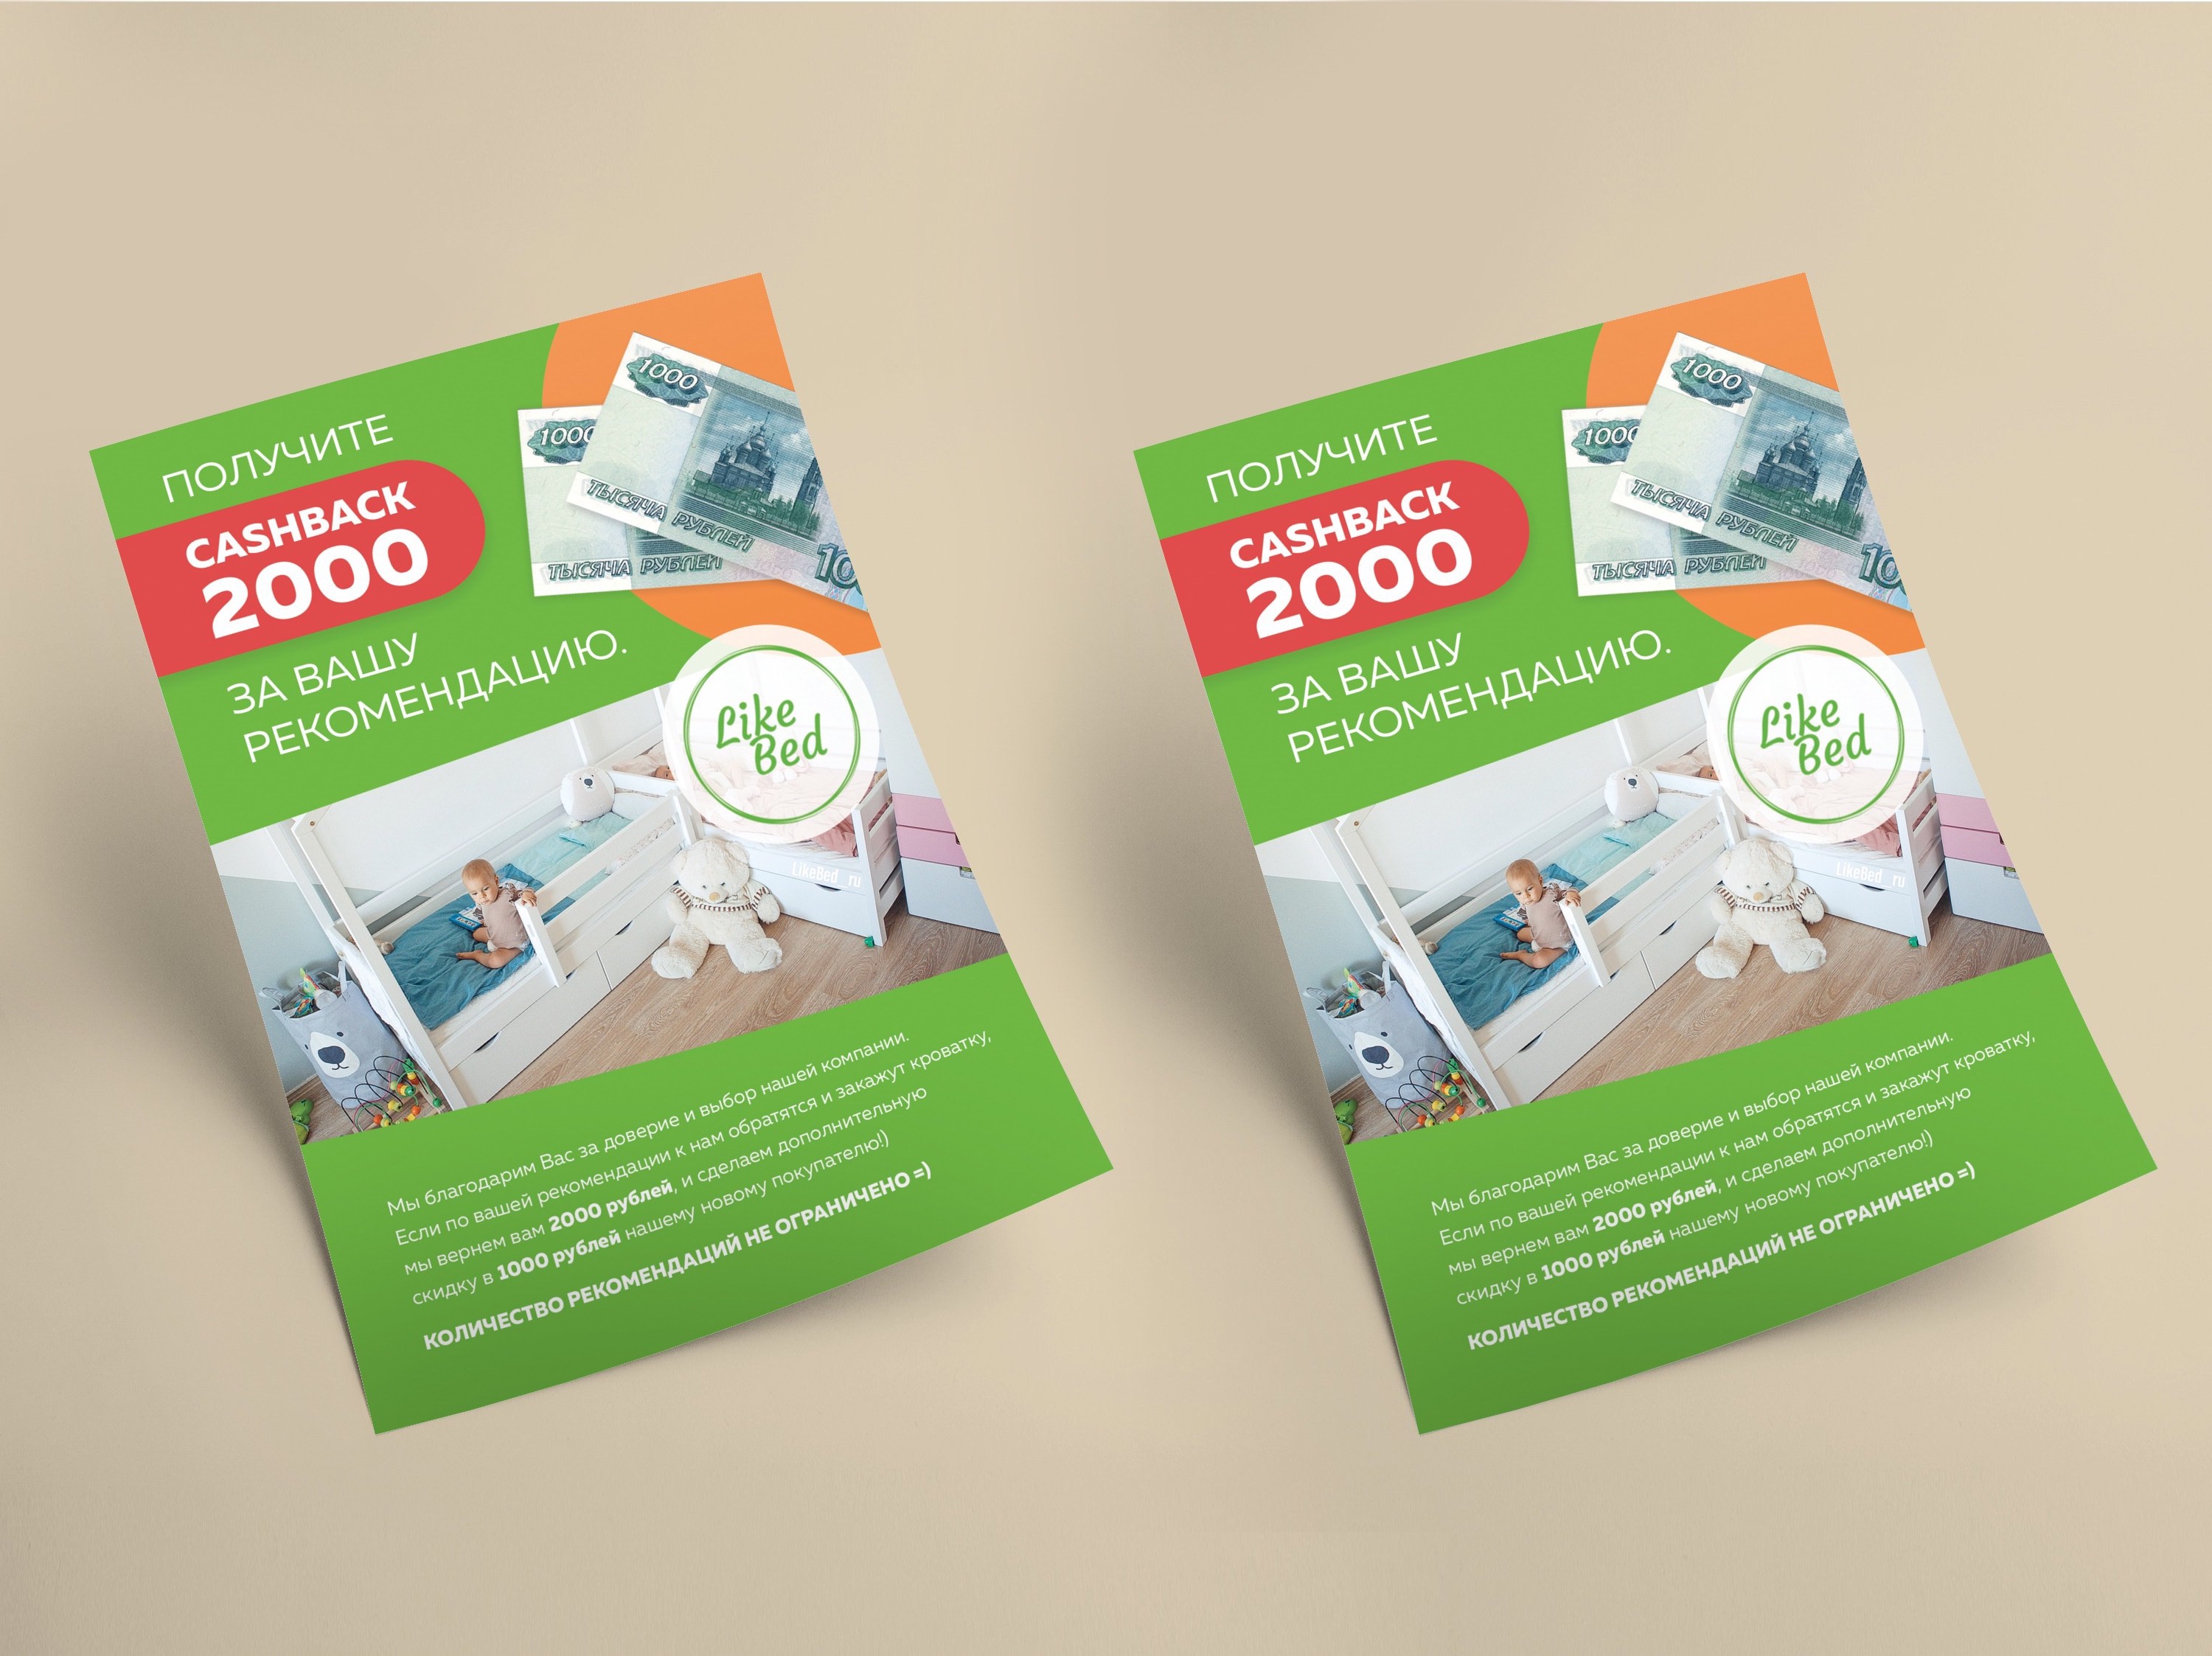 ПОЛУЧИТЕ
CASHBACK
2000
ЗА ВАШУ
РЕКОМЕНДАЦИЮ.
1000
1000
ТЫСЯЧА РУБЛЕЙ
ТЫСЯЧА РУБЛЕЙ
10
Like
Bed
LikeBed_ru
Мы благодарим Вас за доверие и выбор нашей компании.
Если по вашей рекомендации к нам обратятся и закажут кроватку,
мы вернем вам 2000 рублей, и сделаем дополнительную
скидку в 1000 рублей нашему новому покупателю!)
КОЛИЧЕСТВО РЕКОМЕНДАЦИЙ НЕ ОГРАНИЧЕНО =)
ПОЛУЧИТЕ
CASHBACK
2000
ЗА ВАШУ
РЕКОМЕНДАЦИЮ.
1000
1000
ТЫСЯЧА РУБЛЕЙ
ТЫСЯЧА РУБЛЕЙ
10
Like
Bed
LikeBed_ru
Мы благодарим Вас за доверие и выбор нашей компании.
Если по вашей рекомендации к нам обратятся и закажут кроватку,
мы вернем вам 2000 рублей, и сделаем дополнительную
скидку в 1000 рублей нашему новому покупателю!)
КОЛИЧЕСТВО РЕКОМЕНДАЦИЙ НЕ ОГРАНИЧЕНО =)